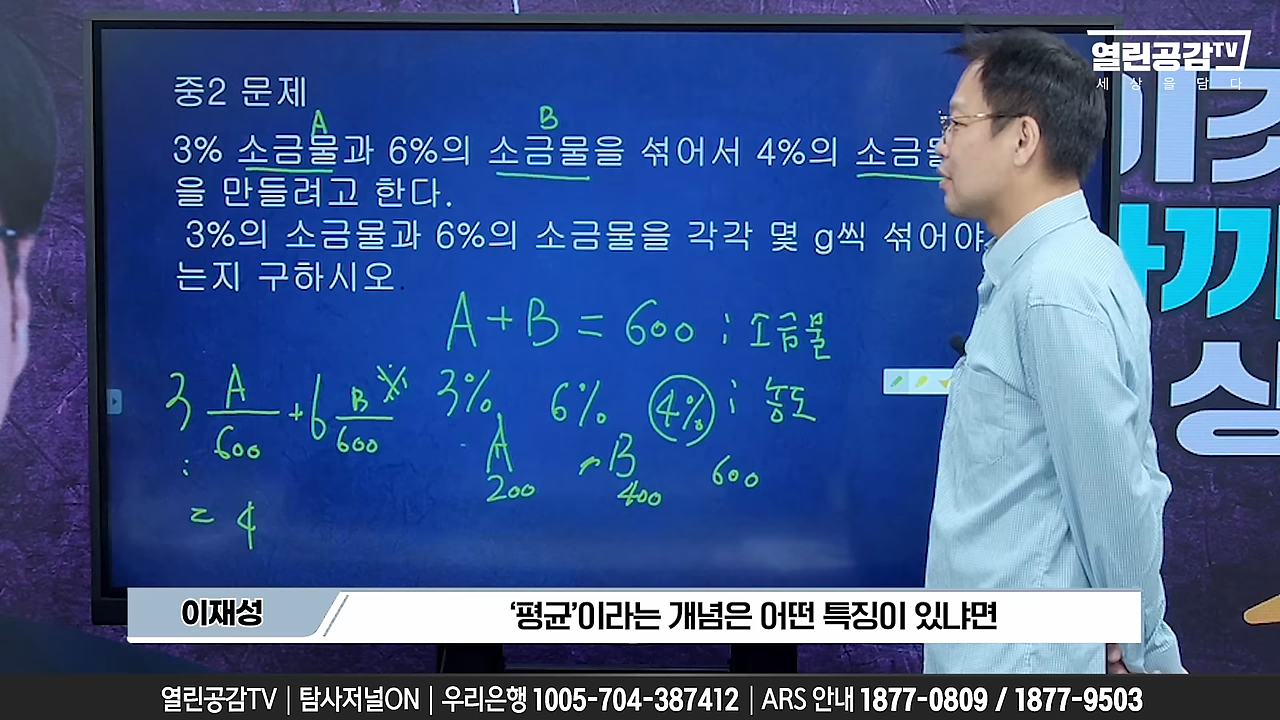 열린공감TV
세상을담다
중2 문제
A B
3% 소금물과 6%의 소금물을 섞어서 4%의 소금물
을 만들려고 한다.
3%의 소금물과 6%의 소금물을 각각 몇 g씩 섞어야
는지 구하시오.
A + B = 600 ; 소금물
3 A/600 + 6 B/600
3% 6% 4% ; 농도
A B
200 400 600
= 4
이재성
'평균'이라는 개념은 어떤 특징이 있냐면
열린공감TV | 탐사저널ON | 우리은행 1005-704-387412 | ARS 안내 1877-0809 / 1877-9503